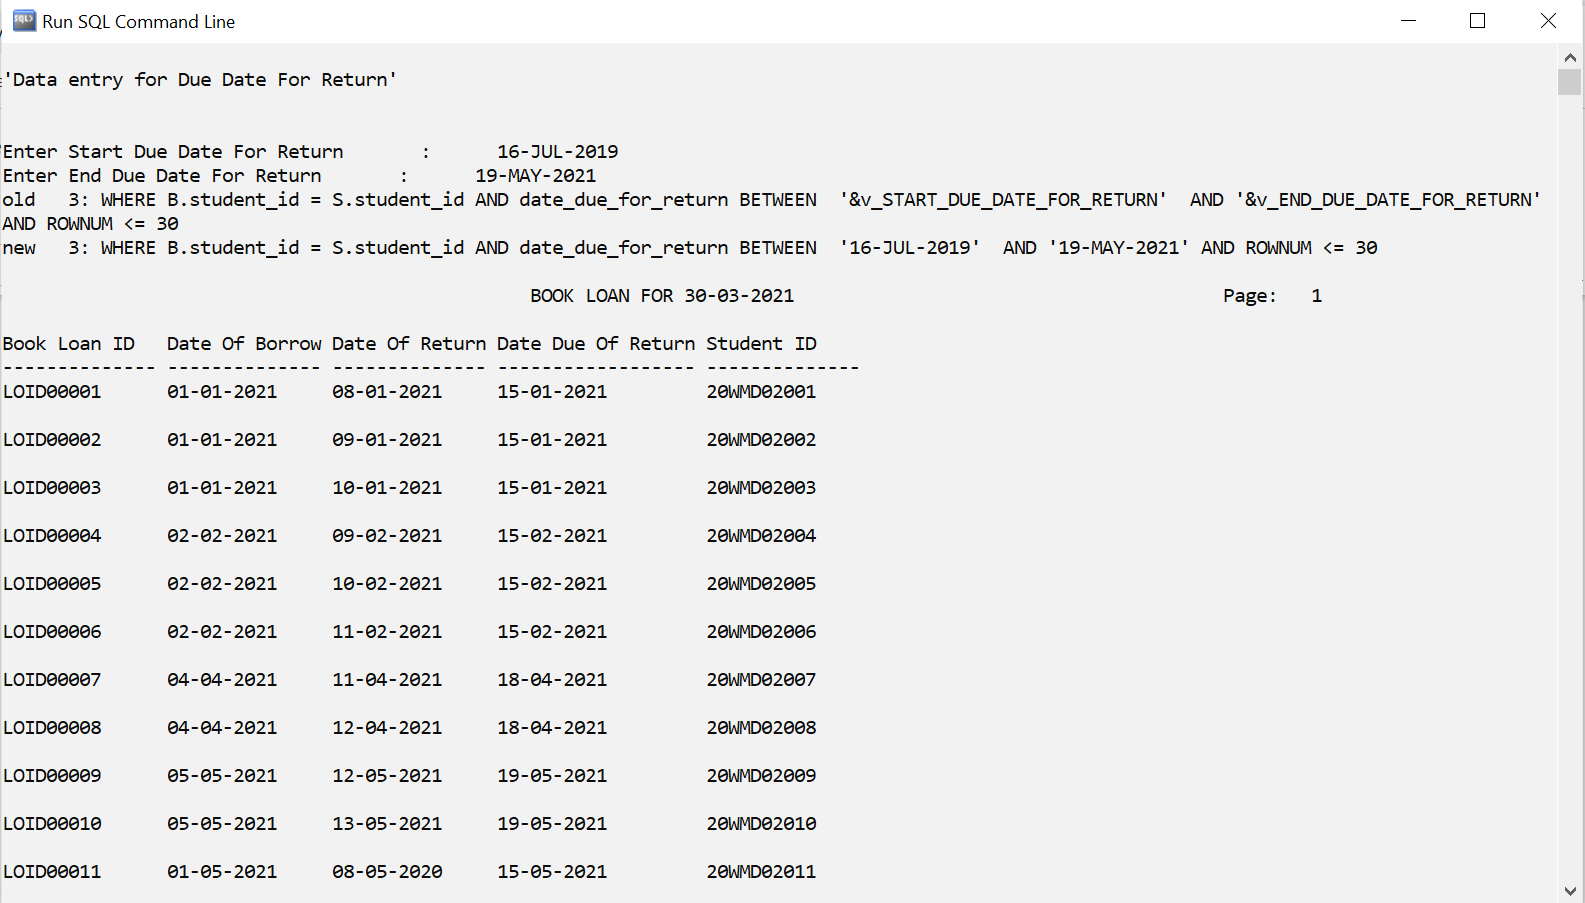 Run SQL Command Line
'Data entry for Due Date For Return'
Enter Start Due Date For Return       :      16-JUL-2019
Enter End Due Date For Return       :      19-MAY-2021
old   3: WHERE B.student_id = S.student_id AND date_due_for_return BETWEEN  '&v_START_DUE_DATE_FOR_RETURN'  AND '&v_END_DUE_DATE_FOR_RETURN'
AND ROWNUM <= 30
new   3: WHERE B.student_id = S.student_id AND date_due_for_return BETWEEN  '16-JUL-2019'  AND '19-MAY-2021' AND ROWNUM <= 30
BOOK LOAN FOR 30-03-2021                                       Page:   1
Book Loan ID   Date Of Borrow Date Of Return Date Due Of Return Student ID
-------------- -------------- -------------- ------------------ --------------
LOID00001      01-01-2021     08-01-2021     15-01-2021         20WMD02001
LOID00002      01-01-2021     09-01-2021     15-01-2021         20WMD02002
LOID00003      01-01-2021     10-01-2021     15-01-2021         20WMD02003
LOID00004      02-02-2021     09-02-2021     15-02-2021         20WMD02004
LOID00005      02-02-2021     10-02-2021     15-02-2021         20WMD02005
LOID00006      02-02-2021     11-02-2021     15-02-2021         20WMD02006
LOID00007      04-04-2021     11-04-2021     18-04-2021         20WMD02007
LOID00008      04-04-2021     12-04-2021     18-04-2021         20WMD02008
LOID00009      05-05-2021     12-05-2021     19-05-2021         20WMD02009
LOID00010      05-05-2021     13-05-2021     19-05-2021         20WMD02010
LOID00011      01-05-2021     08-05-2020     15-05-2021         20WMD02011